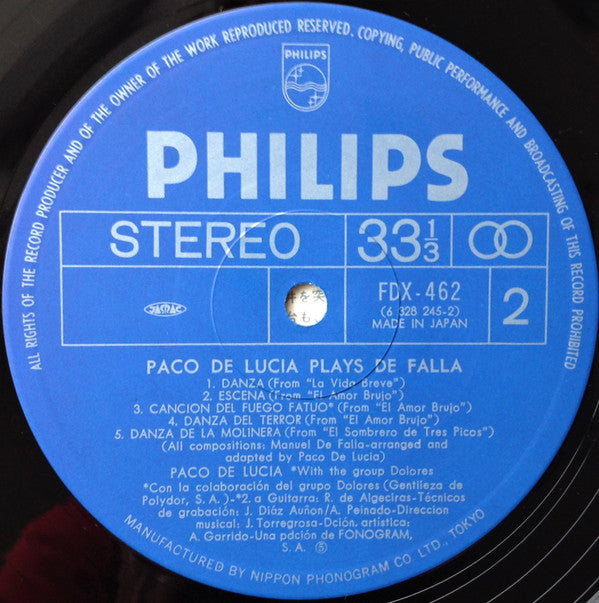 ALL RIGHTS OF THE RECORD PRODUCER AND OF THE OWNER OF THE WORK REPRODUCED RESERVED. COPYING, PUBLIC PERFORMANCE AND BROADCASTING OF THIS RECORD PROHIBITED
PHILIPS
PHILIPS
STEREO 33 1/3
JASRAC FDX-462 2
(6 328 245-2)
MADE IN JAPAN
を突
も
PACO DE LUCIA PLAYS DE FALLA
1. DANZA (From "La Vida Breve")
2. ESCENA (From "El Amor Brujo")
3. CANCION DEL FUEGO FATUO* (From "El Amor Brujo")
4. DANZA DEL TERROR (From "El Amor Brujo")
5. DANZA DE LA MOLINERA (From "El Sombrero de Tres Picos")
(All compositions: Manuel De Falla-arranged and
adapted by Paco De Lucia)
PACO DE LUCIA *With the group Dolores
*Con la colaboración del grupo Dolores (Gentileza de
Polydor, S. A.)-*2. a Guitarra: R. de Algeciras-Técnicos
de grabación: J. Díaz Auñon/A. Peinado-Direccion
musical: J. Torregrosa-Dción. artística:
A. Garrido-Una pdción de FONOGRAM,
S. A. Ⓢ
MANUFACTURED BY NIPPON PHONOGRAM CO LTD., TOKYO